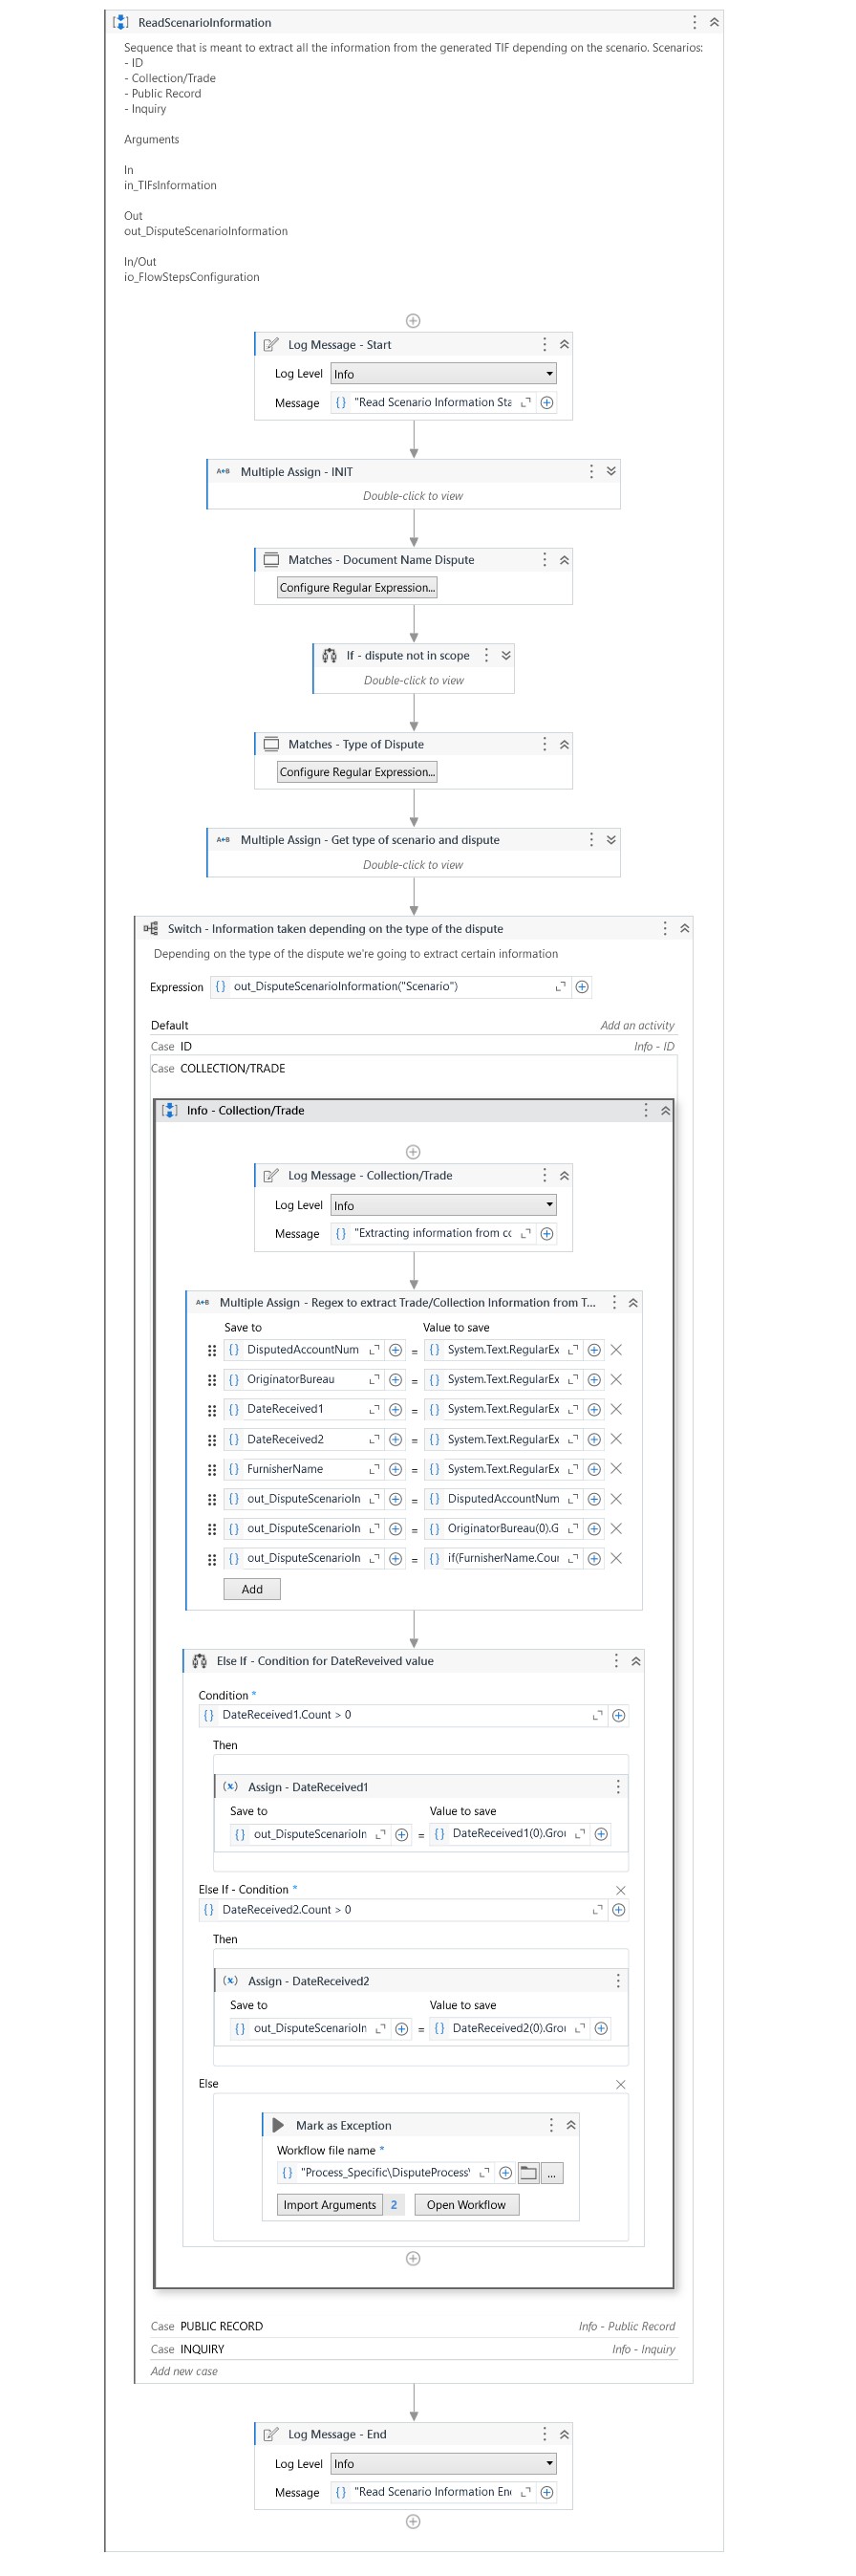 ReadScenarioInformation
Sequence that is meant to extract all the information from the generated TIF depending on the scenario. Scenarios:
- ID
- Collection/Trade
- Public Record
- Inquiry
Arguments
In
in_TIFsInformation
Out
out_DisputeScenarioInformation
In/Out
io_FlowStepsConfiguration
Log Message - Start
Log Level Info
Message {} "Read Scenario Information Sta
A+B Multiple Assign - INIT
Double-click to view
Matches - Document Name Dispute
Configure Regular Expression...
If - dispute not in scope
Double-click to view
Matches - Type of Dispute
Configure Regular Expression...
A+B Multiple Assign - Get type of scenario and dispute
Double-click to view
Switch - Information taken depending on the type of the dispute
Depending on the type of the dispute we're going to extract certain information
Expression {} out_DisputeScenarioInformation("Scenario")
Default Add an activity
Case ID Info - ID
Case COLLECTION/TRADE
Info - Collection/Trade
Log Message - Collection/Trade
Log Level Info
Message {} "Extracting information from cc
A+B Multiple Assign - Regex to extract Trade/Collection Information from T...
Save to Value to save
{} DisputedAccountNum = {} System.Text.RegularEx
{} OriginatorBureau = {} System.Text.RegularEx
{} DateReceived1 = {} System.Text.RegularEx
{} DateReceived2 = {} System.Text.RegularEx
{} FurnisherName = {} System.Text.RegularEx
{} out_DisputeScenarioIn = {} DisputedAccountNum
{} out_DisputeScenarioIn = {} OriginatorBureau(0).G
{} out_DisputeScenarioIn = {} if(FurnisherName.Cour
Add
Else If - Condition for DateReveived value
Condition *
{} DateReceived1.Count > 0
Then
(x) Assign - DateReceived1
Save to Value to save
{} out_DisputeScenarioIn = {} DateReceived1(0).Grou
Else If - Condition *
{} DateReceived2.Count > 0
Then
(x) Assign - DateReceived2
Save to Value to save
{} out_DisputeScenarioIn = {} DateReceived2(0).Grou
Else
Mark as Exception
Workflow file name *
{} "Process_Specific\DisputeProcess\ ...
Import Arguments 2 Open Workflow
Case PUBLIC RECORD Info - Public Record
Case INQUIRY Info - Inquiry
Add new case
Log Message - End
Log Level Info
Message {} "Read Scenario Information Enc